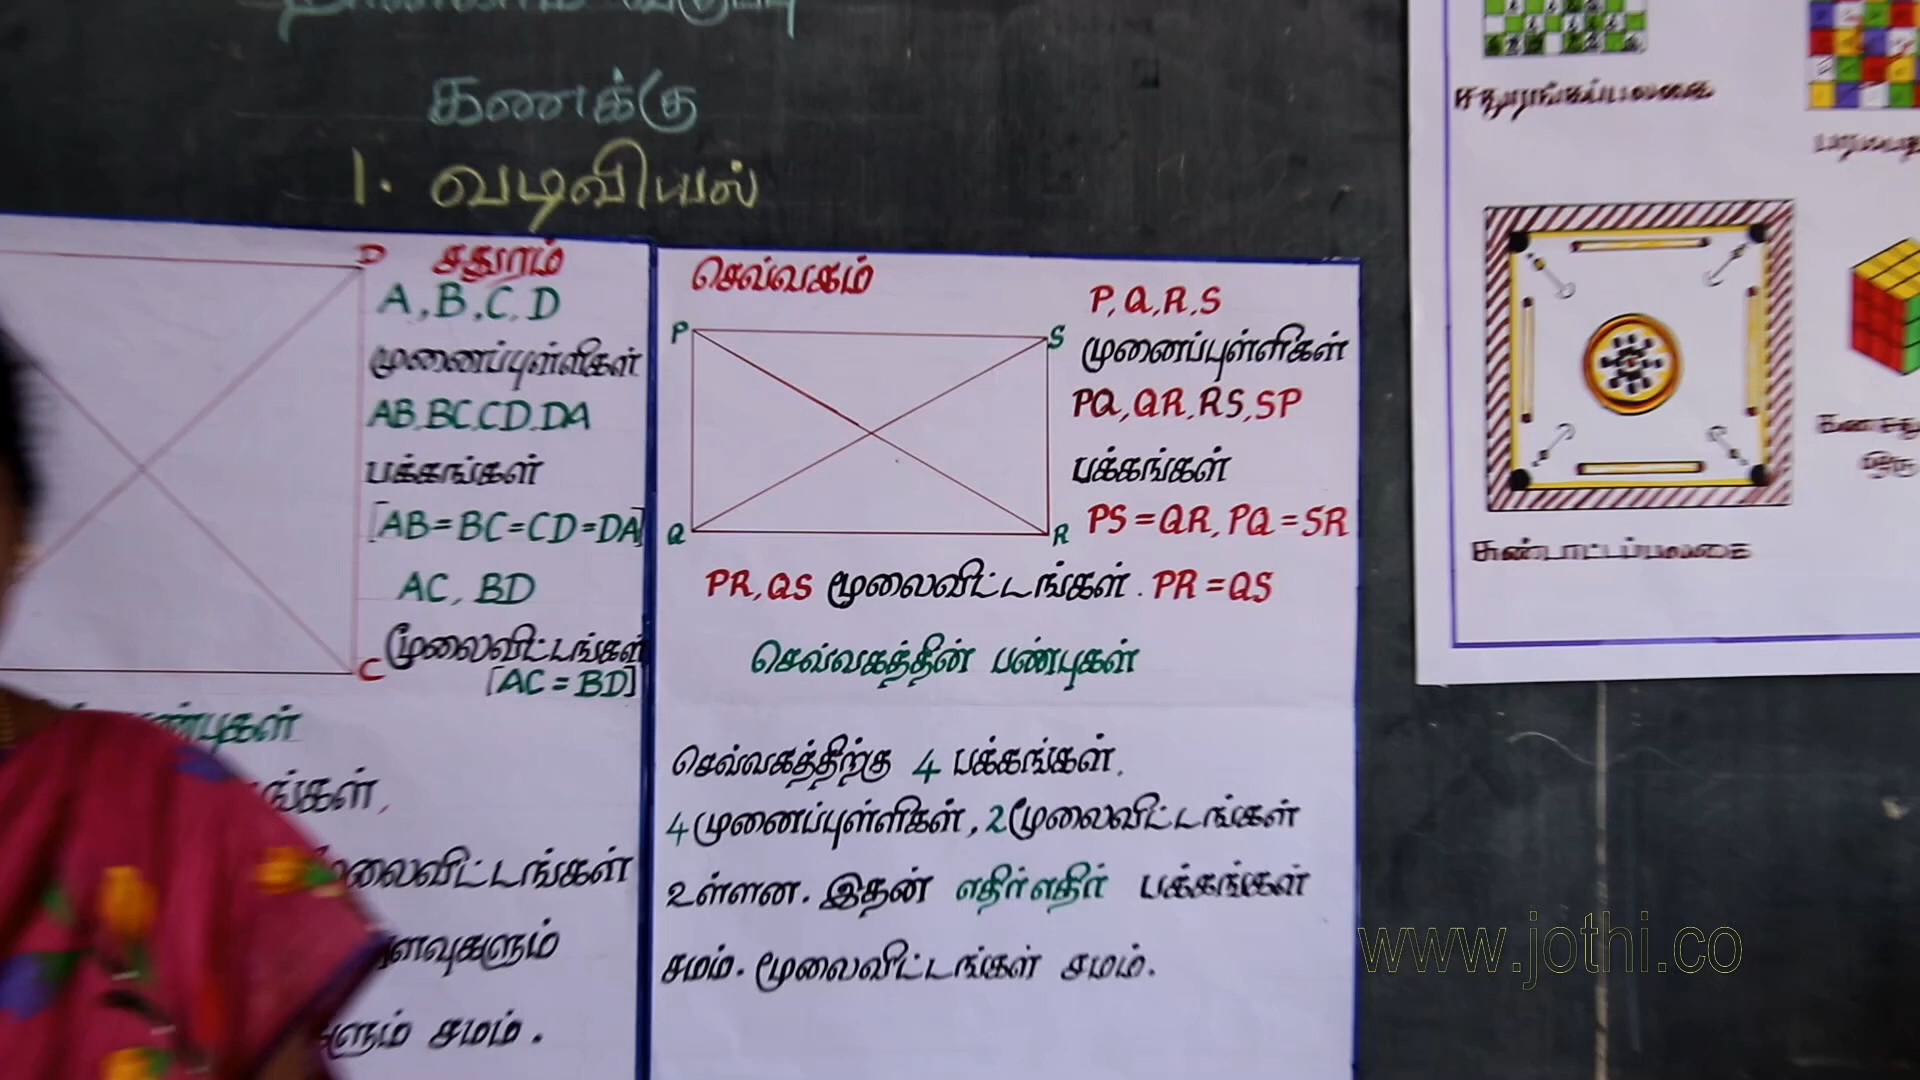 கணக்கு
1. வடிவியல்
D சதுரம்
A, B, C, D
முனைப்புள்ளிகள்
AB, BC, CD, DA
பக்கங்கள்
[AB = BC = CD = DA]
AC, BD
மூலைவிட்டங்கள்
C [AC = BD]
மூலைவிட்டங்கள்
சமம்.
செவ்வகம்
P, Q, R, S
P S முனைப்புள்ளிகள்
PQ, QR, RS, SP
பக்கங்கள்
Q R PS = QR, PQ = SR
PR, QS மூலைவிட்டங்கள். PR = QS
செவ்வகத்தின் பண்புகள்
செவ்வகத்திற்கு 4 பக்கங்கள்.
4 முனைப்புள்ளிகள், 2 மூலைவிட்டங்கள்
உள்ளன. இதன் எதிர்எதிர் பக்கங்கள்
சமம். மூலைவிட்டங்கள் சமம்.
சதுரங்கப்பலகை
சுண்டாட்டப்பலகை
www.jothi.co